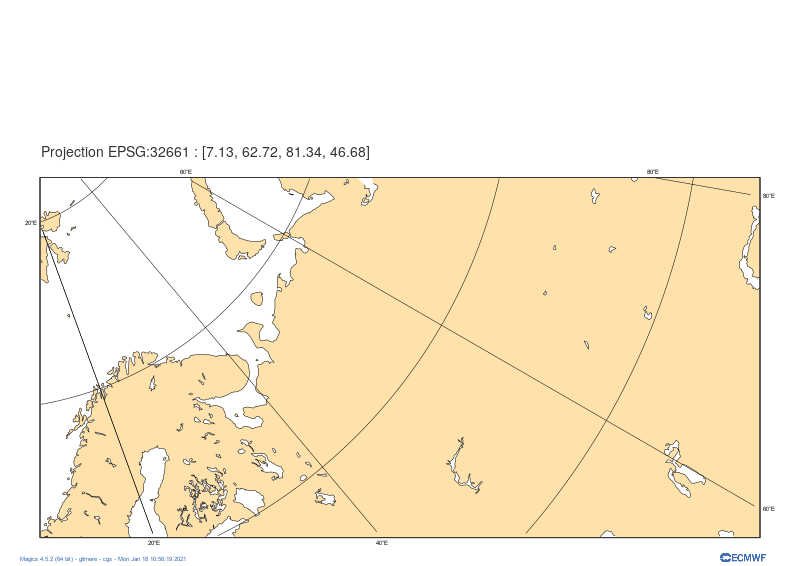 Projection EPSG:32661 : [7.13, 62.72, 81.34, 46.68]
60°E
80°E
80°E
20°E
60°E
20°E
40°E
Magics 4.5.2 (64 bit) - gilmere - cgs - Mon Jan 18 10:56:19 2021
ECMWF